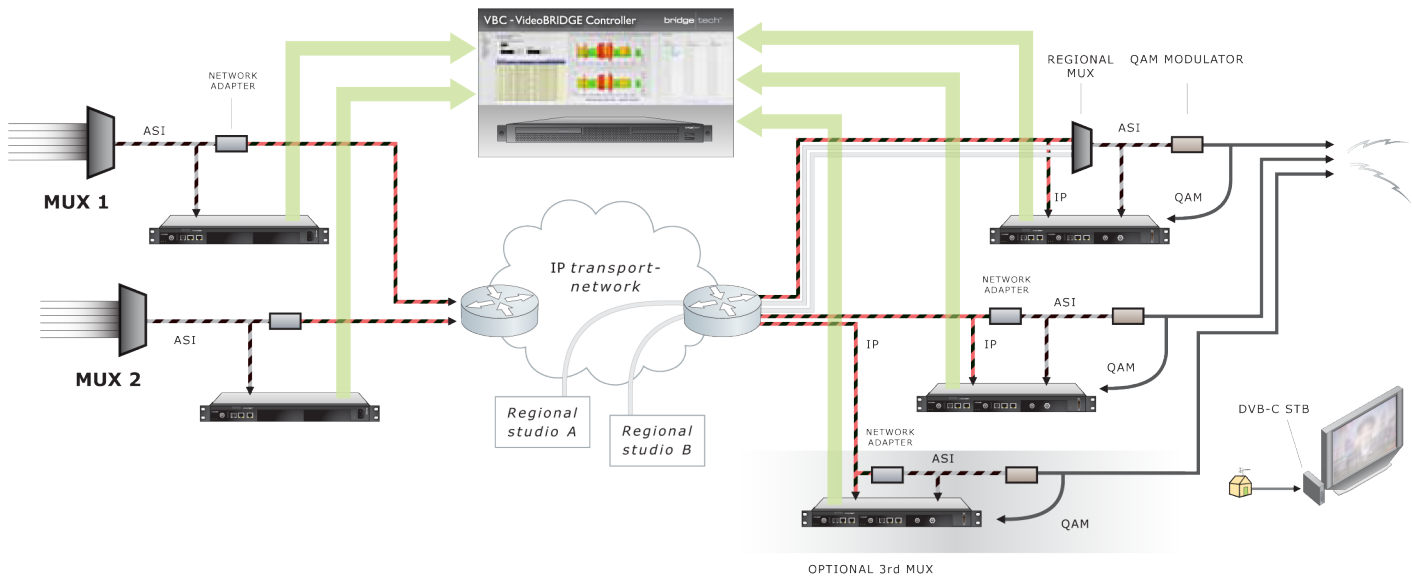 VBC - VideoBRIDGE Controller
bridge tech
NETWORK
ADAPTER
ASI
MUX 1
REGIONAL
MUX
QAM MODULATOR
ASI
IP
QAM
IP transport-
network
MUX 2
ASI
NETWORK
ADAPTER
ASI
IP
IP
QAM
Regional
studio A
Regional
studio B
NETWORK
ADAPTER
ASI
QAM
DVB-C STB
OPTIONAL 3rd MUX